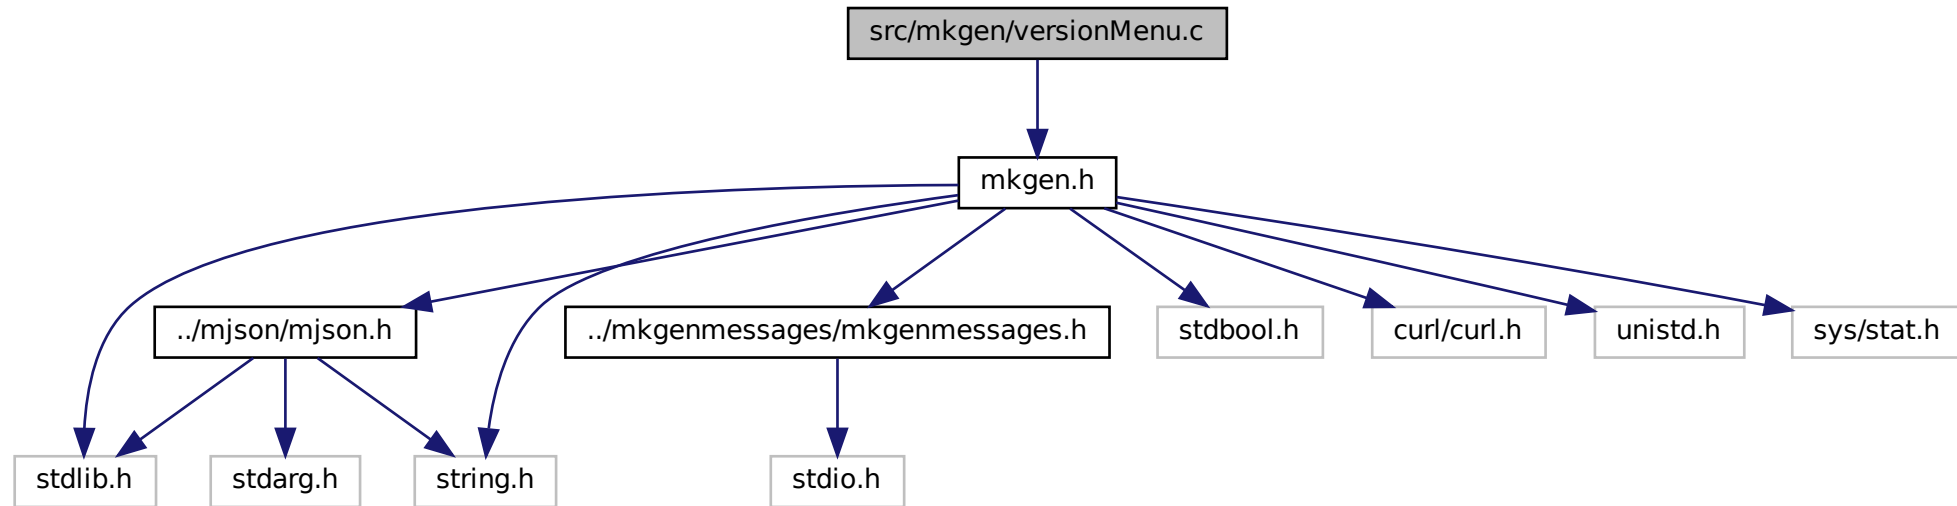 src/mkgen/versionMenu.c
mkgen.h
../mjson/mjson.h
../mkgenmessages/mkgenmessages.h
stdbool.h
curl/curl.h
unistd.h
sys/stat.h
stdlib.h
stdarg.h
string.h
stdio.h